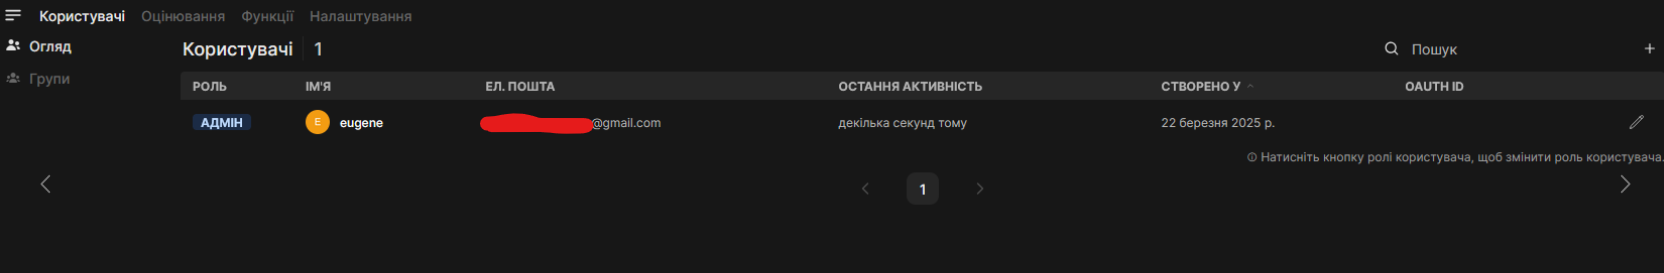 Користувачі Оцінювання Функції Налаштування
Огляд
Групи
Користувачі 1
Пошук
РОЛЬ ІМ'Я ЕЛ. ПОШТА ОСТАННЯ АКТИВНІСТЬ СТВОРЕНО У OAUTH ID
АДМІН E eugene @gmail.com декілька секунд тому 22 березня 2025 р.
Натисніть кнопку ролі користувача, щоб змінити роль користувача.
1